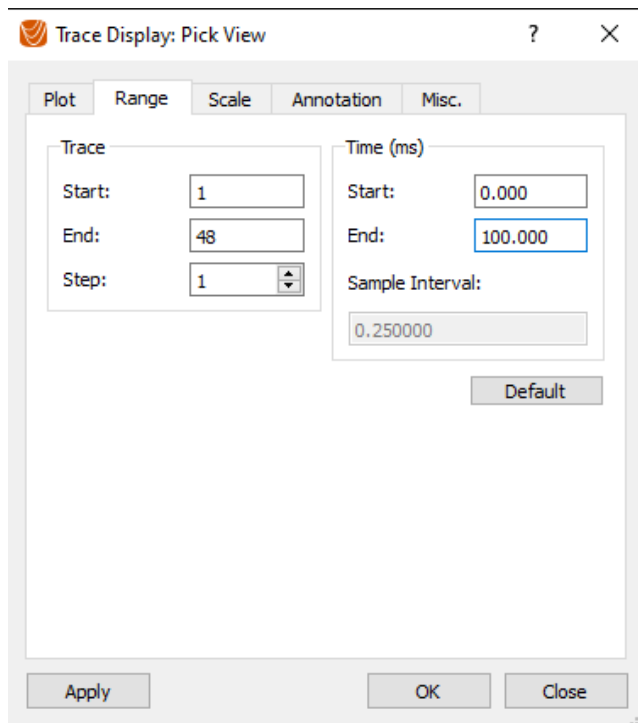 Trace Display: Pick View ? ×
Plot Range Scale Annotation Misc.
Trace
Start: 1
End: 48
Step: 1
Time (ms)
Start: 0.000
End: 100.000
Sample Interval:
0.250000
Default
Apply OK Close